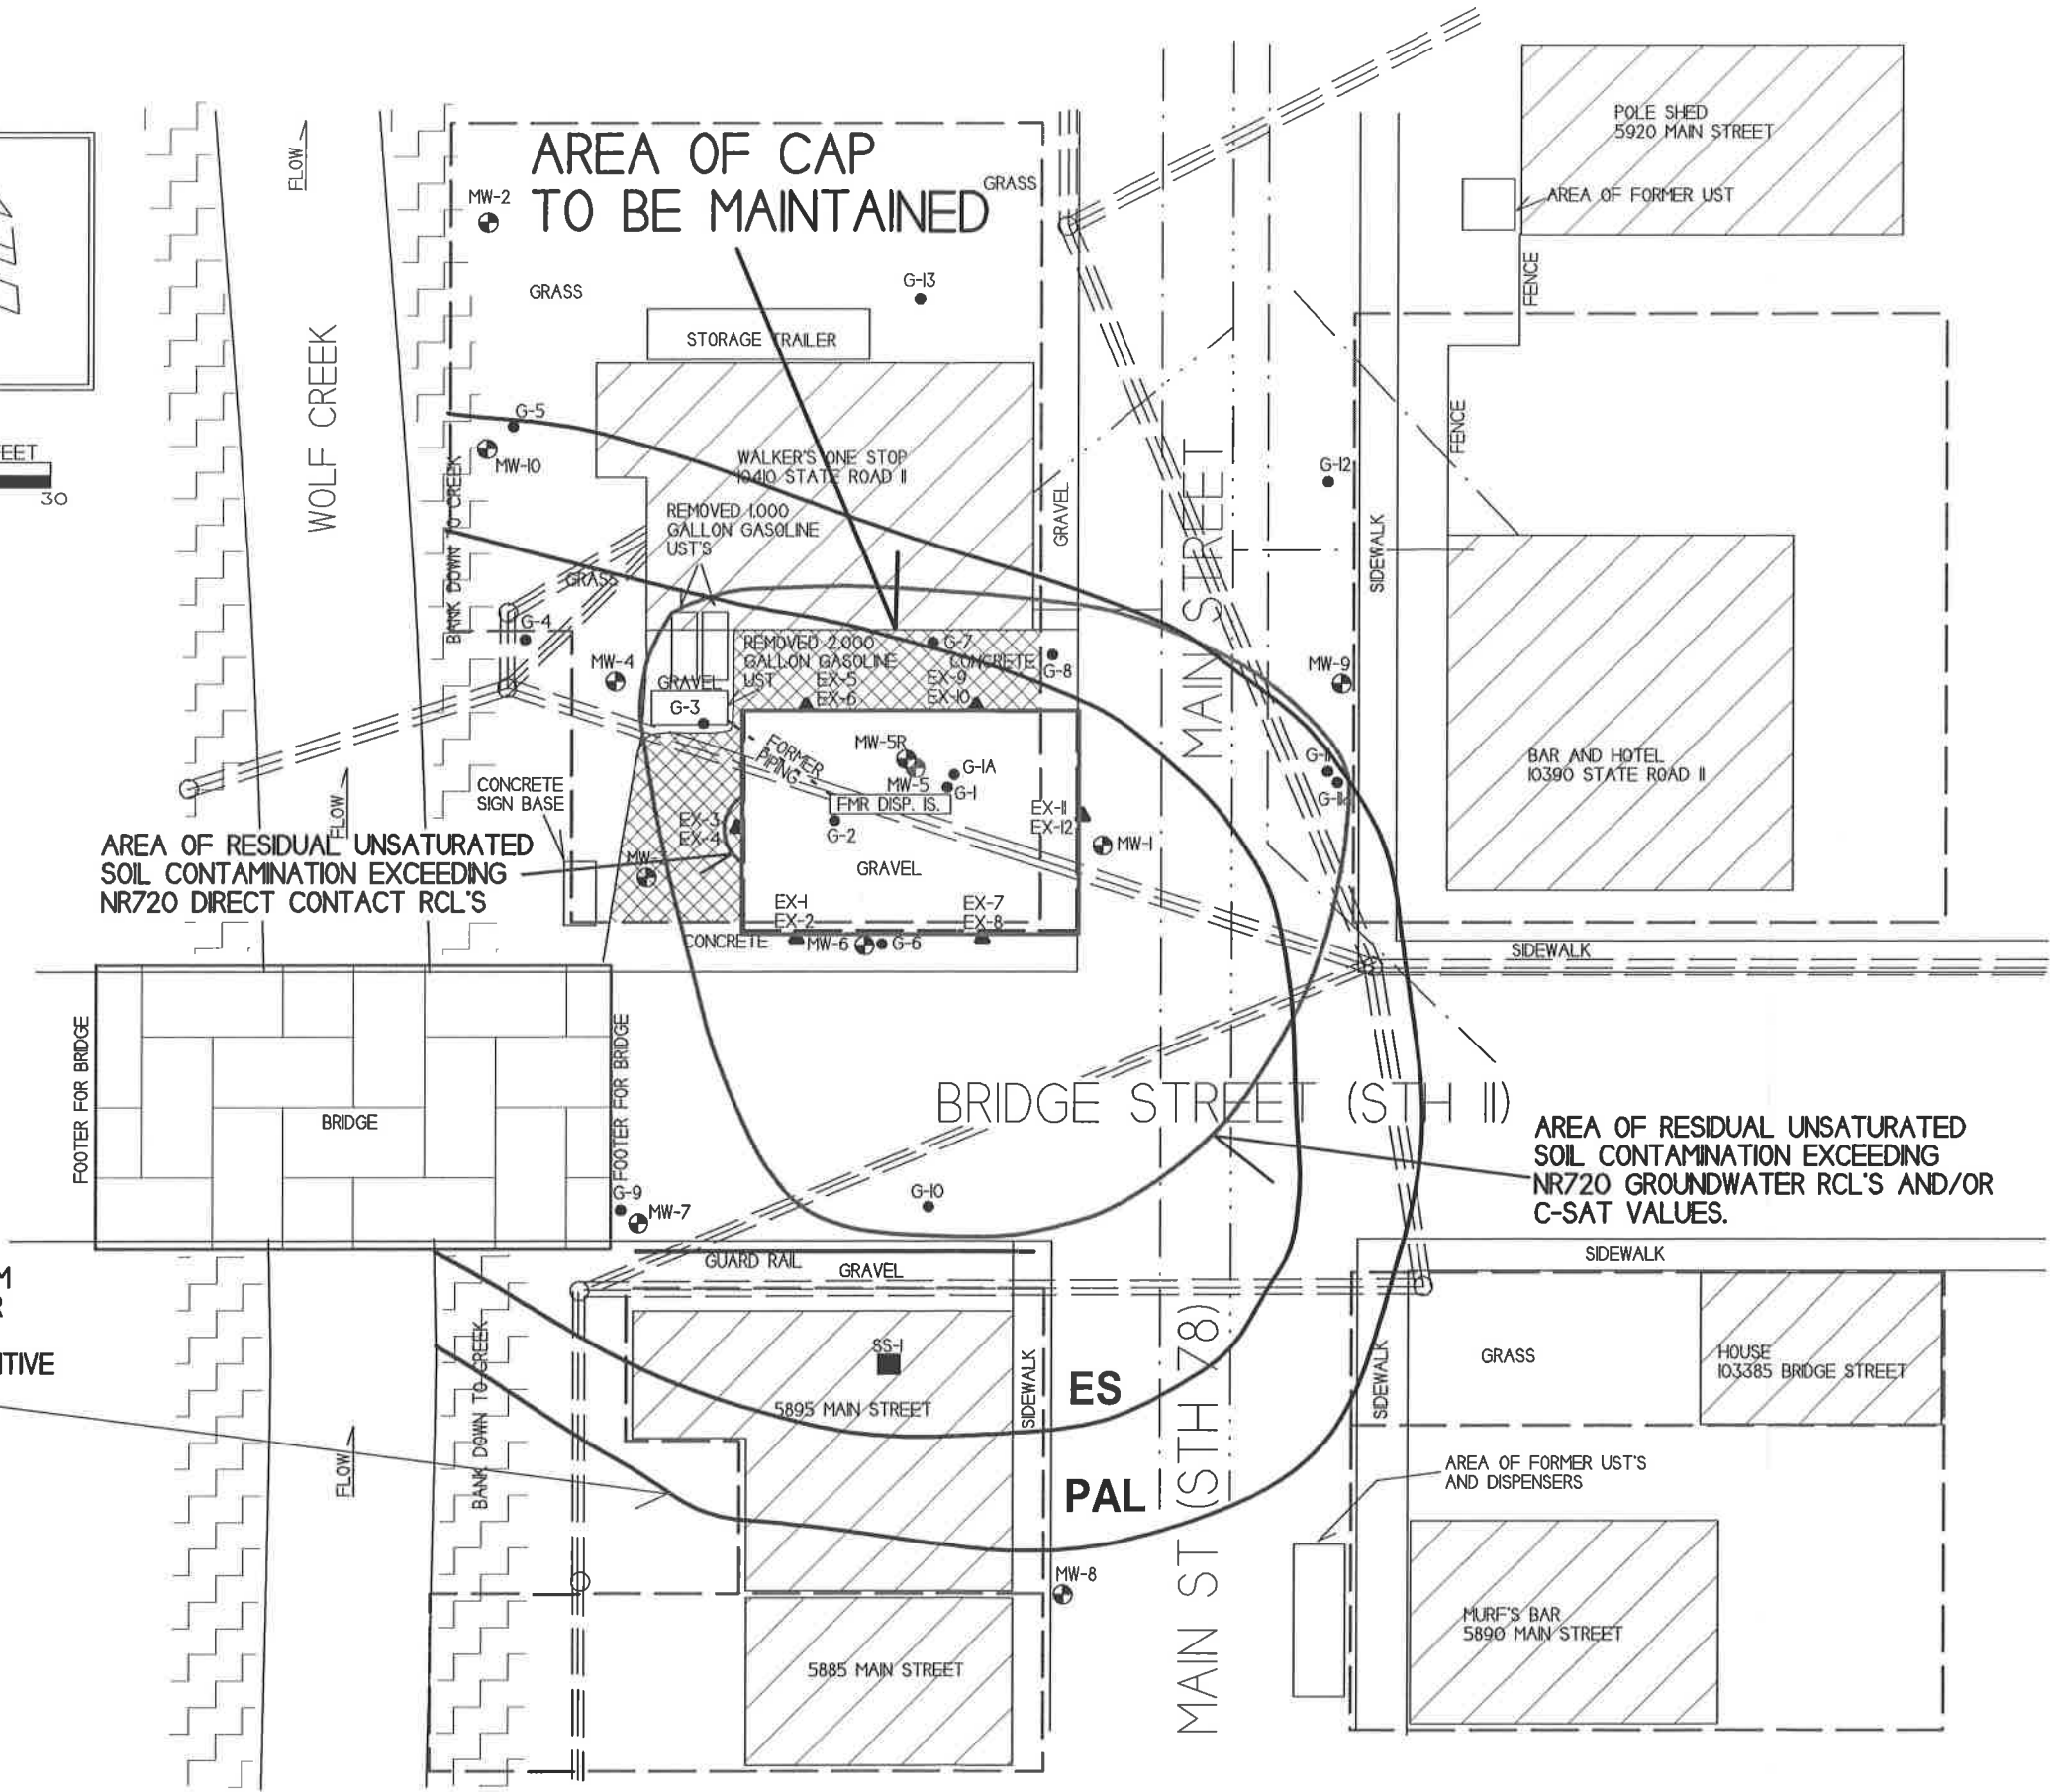 AREA OF CAP
TO BE MAINTAINED
GRASS
FLOW
MW-2
G-13
GRASS
STORAGE TRAILER
POLE SHED
5920 MAIN STREET
AREA OF FORMER UST
FENCE
FENCE
WOLF CREEK
EET
30
G-5
MW-10
BANK DOWN TO CREEK
WALKER'S ONE STOP
10410 STATE ROAD 11
REMOVED 1,000
GALLON GASOLINE
UST'S
GRAVEL
MAIN STREET
G-12
SIDEWALK
GRASS
G-4
MW-4
REMOVED 2,000
GALLON GASOLINE
UST
G-7
CONCRETE
G-8
MW-9
GRAVEL
EX-5
EX-6
EX-9
EX-10
G-3
FORMER
PIPING
MW-5R
MW-5
G-1A
G-1
FMR DISP. IS.
G-2
EX-11
EX-12
MW-1
BAR AND HOTEL
10390 STATE ROAD 11
CONCRETE
SIGN BASE
FLOW
EX-3
EX-4
AREA OF RESIDUAL UNSATURATED
SOIL CONTAMINATION EXCEEDING
NR720 DIRECT CONTACT RCL'S
GRAVEL
EX-1
EX-2
EX-7
EX-8
CONCRETE
MW-6
G-6
SIDEWALK
FOOTER FOR BRIDGE
BRIDGE
FOOTER FOR BRIDGE
BRIDGE STREET (STH 11)
AREA OF RESIDUAL UNSATURATED
SOIL CONTAMINATION EXCEEDING
NR720 GROUNDWATER RCL'S AND/OR
C-SAT VALUES.
G-9
MW-7
G-10
GUARD RAIL
GRAVEL
SIDEWALK
M
R
TIVE
FLOW
BANK DOWN TO CREEK
SS-1
5895 MAIN STREET
SIDEWALK
ES
PAL
MAIN ST (STH 78)
SIDEWALK
GRASS
HOUSE
103385 BRIDGE STREET
AREA OF FORMER UST'S
AND DISPENSERS
MW-8
MURF'S BAR
5890 MAIN STREET
5885 MAIN STREET